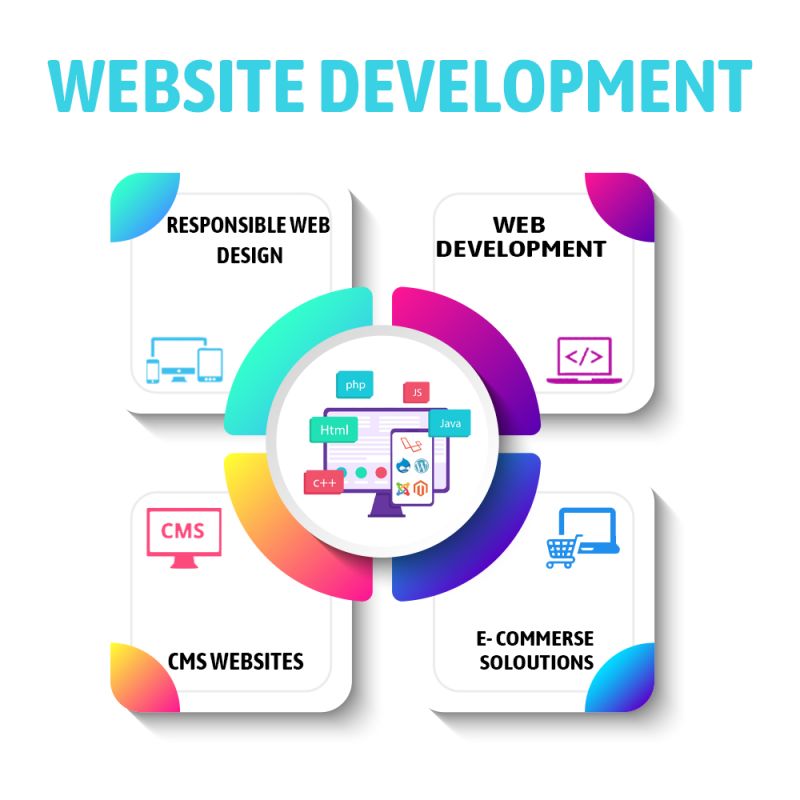 WEBSITE DEVELOPMENT
RESPONSIBLE WEB
DESIGN
WEB
DEVELOPMENT
php
JS
Html
Java
c++
CMS
CMS WEBSITES
E- COMMERSE
SOLOUTIONS